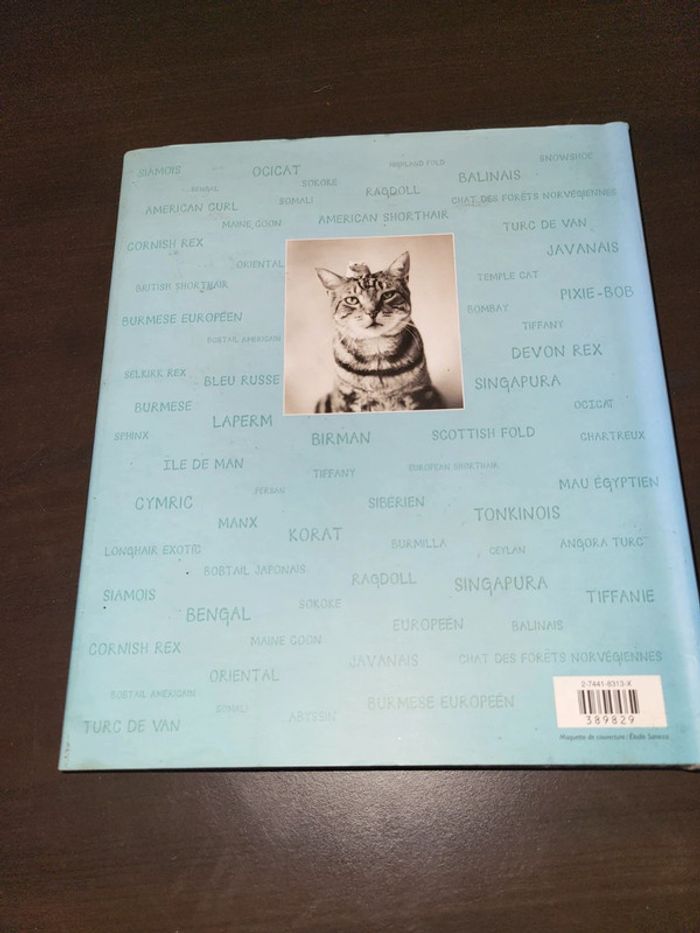 SIAMOIS
OCICAT
HIGHLAND FOLD
SNOWSHOE
BENGAL
SOKOKE
RAGDOLL
BALINAIS
AMERICAN CURL
SOMALI
CHAT DES FORÊTS NORVÉGIENNES
MAINE COON
AMERICAN SHORTHAIR
TURC DE VAN
CORNISH REX
JAVANAIS
ORIENTAL
TEMPLE CAT
BRITISH SHORTHAIR
PIXIE-BOB
BOMBAY
BURMESE EUROPÉEN
TIFFANY
BOBTAIL AMERICAIN
DEVON REX
SELKIRK REX
BLEU RUSSE
SINGAPURA
BURMESE
OCICAT
LAPERM
SPHINX
BIRMAN
SCOTTISH FOLD
CHARTREUX
ÎLE DE MAN
TIFFANY
EUROPEAN SHORTHAIR
MAU ÉGYPTIEN
PERSAN
CYMRIC
SIBÉRIEN
TONKINOIS
MANX
KORAT
LONGHAIR EXOTIC
BURMILLA
CEYLAN
ANGORA TURC
BOBTAIL JAPONAIS
RAGDOLL
SINGAPURA
SIAMOIS
TIFFANIE
BENGAL
SOKOKE
EUROPÉEN
BALINAIS
CORNISH REX
MAINE COON
JAVANAIS
CHAT DES FORÊTS NORVÉGIENNES
ORIENTAL
BOBTAIL AMERICAIN
SOMALI
ABYSSIN
BURMESE EUROPÉEN
TURC DE VAN
2-7441-8313-X
389829
Maquette de couverture : Élodie Saneco